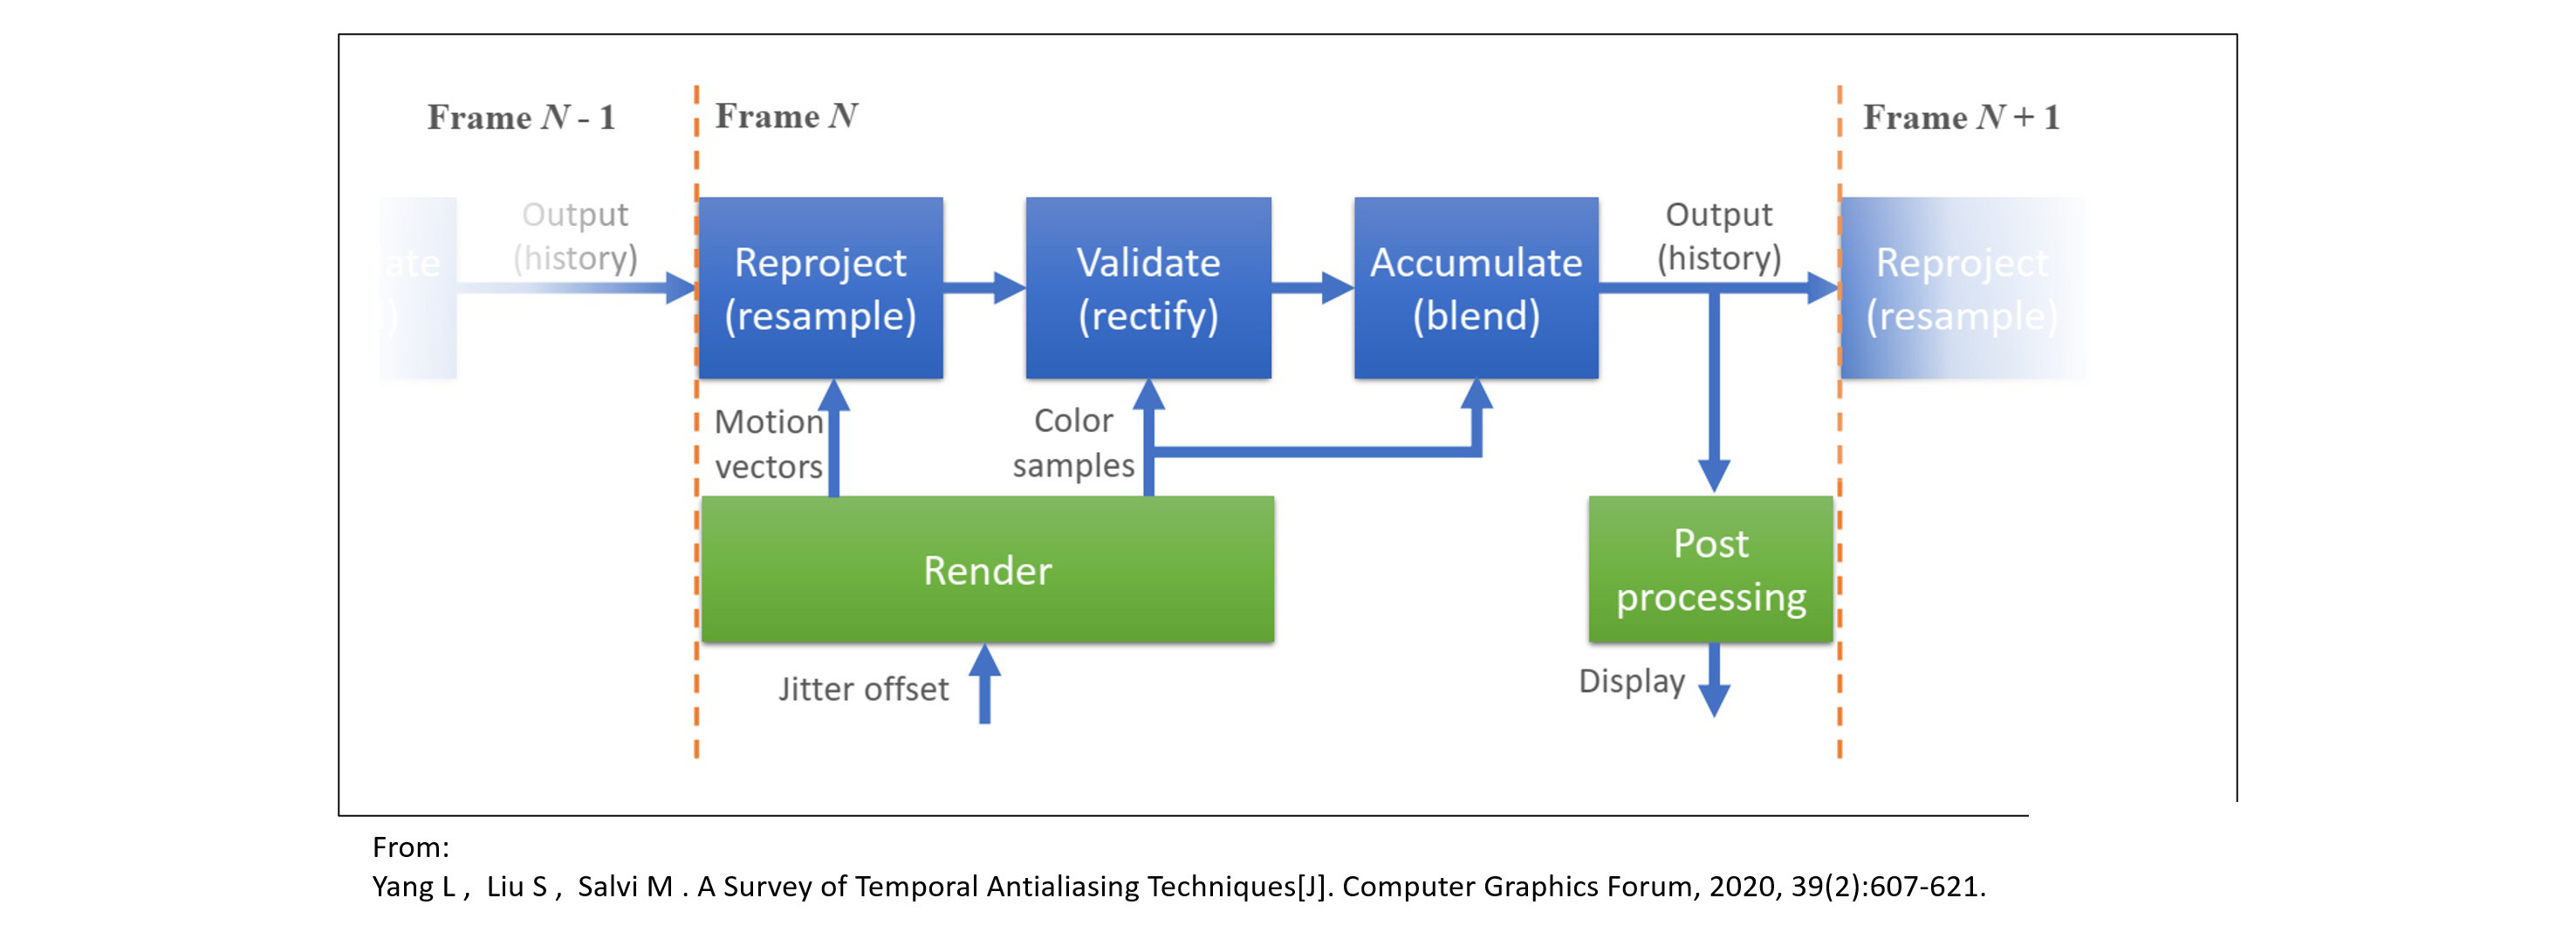 Frame N - 1
Frame N
Frame N + 1
ate
)
Output
(history)
Reproject
(resample)
Validate
(rectify)
Accumulate
(blend)
Output
(history)
Reproject
(resample)
Motion
vectors
Color
samples
Render
Post
processing
Jitter offset
Display
From:
Yang L , Liu S , Salvi M . A Survey of Temporal Antialiasing Techniques[J]. Computer Graphics Forum, 2020, 39(2):607-621.